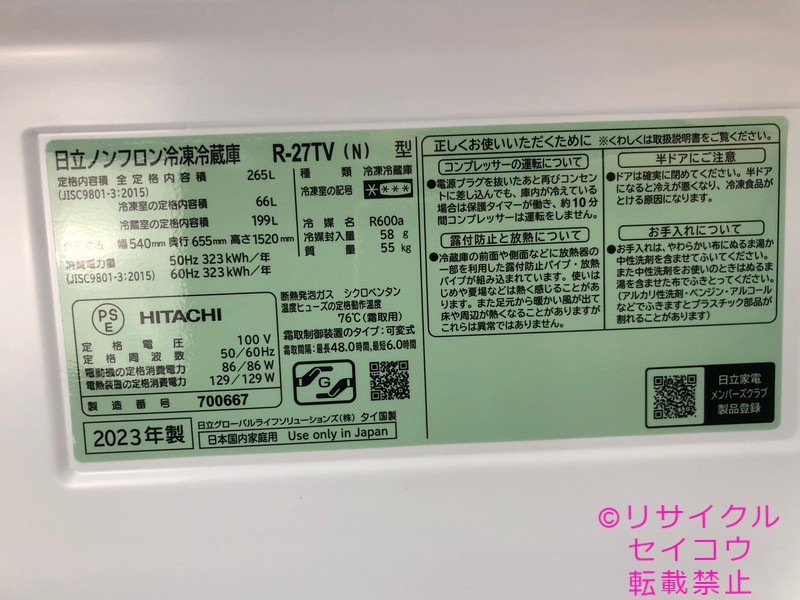 日立ノンフロン冷凍冷蔵庫 R-27TV (N) 型
定格内容積 全定格内容積 265L
(JISC9801-3:2015)
冷凍室の定格内容積 66L
冷蔵室の定格内容積 199L
外形寸法 幅540mm 奥行655mm 高さ1520mm
消費電力量 50Hz 323kWh/年
(JISC9801-3:2015) 60Hz 323kWh/年
種類 冷凍冷蔵庫
冷凍室の記号 ****
冷媒名 R600a
冷媒封入量 58g
質量 55kg
PSE HITACHI
定格電圧 100V
定格周波数 50/60Hz
電動機の定格消費電力 86/86W
電熱装置の定格消費電力 129/129W
製造番号 700667
断熱発泡ガス シクロペンタン
温度ヒューズの定格動作温度
76℃(霜取用)
霜取制御装置のタイプ:可変式
霜取間隔:最長48.0時間、最短6.0時間
G
2023年製
日立グローバルライフソリューションズ(株) タイ国製
日本国内家庭用 Use only in Japan
正しくお使いいただくために ※くわしくは取扱説明書をご覧ください。
コンプレッサーの運転について
●電源プラグを抜いたあと再びコンセン
トに差し込んでも、庫内が冷えている
場合は保護タイマーが働き、約10分
間コンプレッサーは運転をしません。
露付防止と放熱について
●冷蔵庫の前面や側面などに放熱器の
一部を利用した露付防止パイプ・放熱
パイプが組み込まれています。使いは
じめや夏場などは熱く感じることがあり
ます。また足元から暖かい風が出て
床や周辺が熱くなることがありますが
これらは異常ではありません。
半ドアにご注意
●ドアは確実に閉めてください。半ドア
になると冷えが悪くなり、冷凍食品が
とける原因になります。
お手入れについて
●お手入れは、やわらかい布にぬるま湯か
中性洗剤を含ませてふいてください。
また中性洗剤をお使いのときはぬるま
湯を含ませた布でふきとってください。
(アルカリ性洗剤・ベンジン・アルコール
などでふきますとプラスチック部品が
割れることがあります)
日立家電
メンバーズクラブ
製品登録
©リサイクル
セイコウ
転載禁止